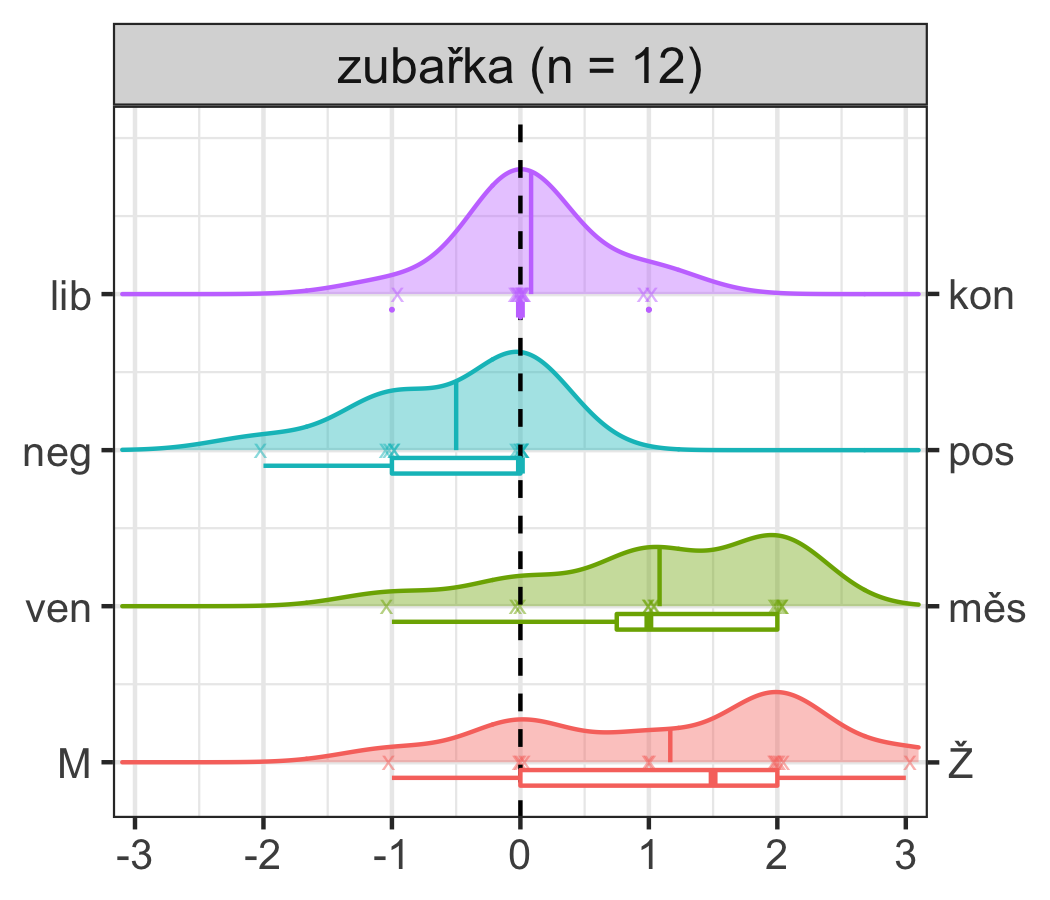 zubařka (n = 12)
lib kon
neg pos
ven měs
M Ž
-3 -2 -1 0 1 2 3